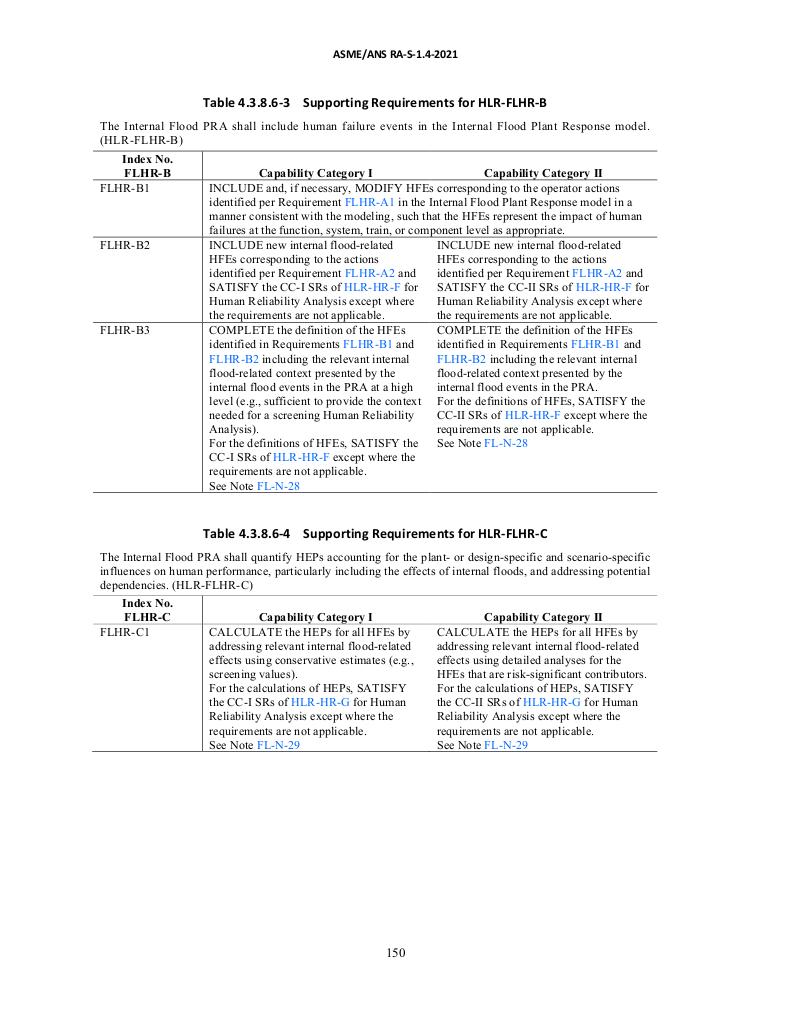 ASME/ANS RA-S-1.4-2021
Table 4.3.8.6-3 Supporting Requirements for HLR-FLHR-B
The Internal Flood PRA shall include human failure events in the Internal Flood Plant Response model.
(HLR-FLHR-B)
Index No.
FLHR-B Capability Category I Capability Category II
FLHR-B1 INCLUDE and, if necessary, MODIFY HFEs corresponding to the operator actions
identified per Requirement FLHR-A1 in the Internal Flood Plant Response model in a
manner consistent with the modeling, such that the HFEs represent the impact of human
failures at the function, system, train, or component level as appropriate.
FLHR-B2
INCLUDE new internal flood-related
HFEs corresponding to the actions
identified per Requirement FLHR-A2 and
SATISFY the CC-I SRs of HLR-HR-F for
Human Reliability Analysis except where
the requirements are not applicable.
INCLUDE new internal flood-related
HFEs corresponding to the actions
identified per Requirement FLHR-A2 and
SATISFY the CC-II SRs of HLR-HR-F for
Human Reliability Analysis except where
the requirements are not applicable.
FLHR-B3
COMPLETE the definition of the HFEs
identified in Requirements FLHR-B1 and
FLHR-B2 including the relevant internal
flood-related context presented by the
internal flood events in the PRA at a high
level (e.g., sufficient to provide the context
needed for a screening Human Reliability
Analysis).
For the definitions of HFEs, SATISFY the
CC-I SRs of HLR-HR-F except where the
requirements are not applicable.
See Note FL-N-28
COMPLETE the definition of the HFEs
identified in Requirements FLHR-B1 and
FLHR-B2 including the relevant internal
flood-related context presented by the
internal flood events in the PRA.
For the definitions of HFEs, SATISFY the
CC-II SRs of HLR-HR-F except where the
requirements are not applicable.
See Note FL-N-28
Table 4.3.8.6-4 Supporting Requirements for HLR-FLHR-C
The Internal Flood PRA shall quantify HEPs accounting for the plant- or design-specific and scenario-specific
influences on human performance, particularly including the effects of internal floods, and addressing potential
dependencies. (HLR-FLHR-C)
Index No.
FLHR-C Capability Category I Capability Category II
FLHR-C1
CALCULATE the HEPs for all HFEs by
addressing relevant internal flood-related
effects using conservative estimates (e.g.,
screening values).
For the calculations of HEPs, SATISFY
the CC-I SRs of HLR-HR-G for Human
Reliability Analysis except where the
requirements are not applicable.
See Note FL-N-29
CALCULATE the HEPs for all HFEs by
addressing relevant internal flood-related
effects using detailed analyses for the
HFEs that are risk-significant contributors.
For the calculations of HEPs, SATISFY
the CC-II SRs of HLR-HR-G for Human
Reliability Analysis except where the
requirements are not applicable.
See Note FL-N-29
150